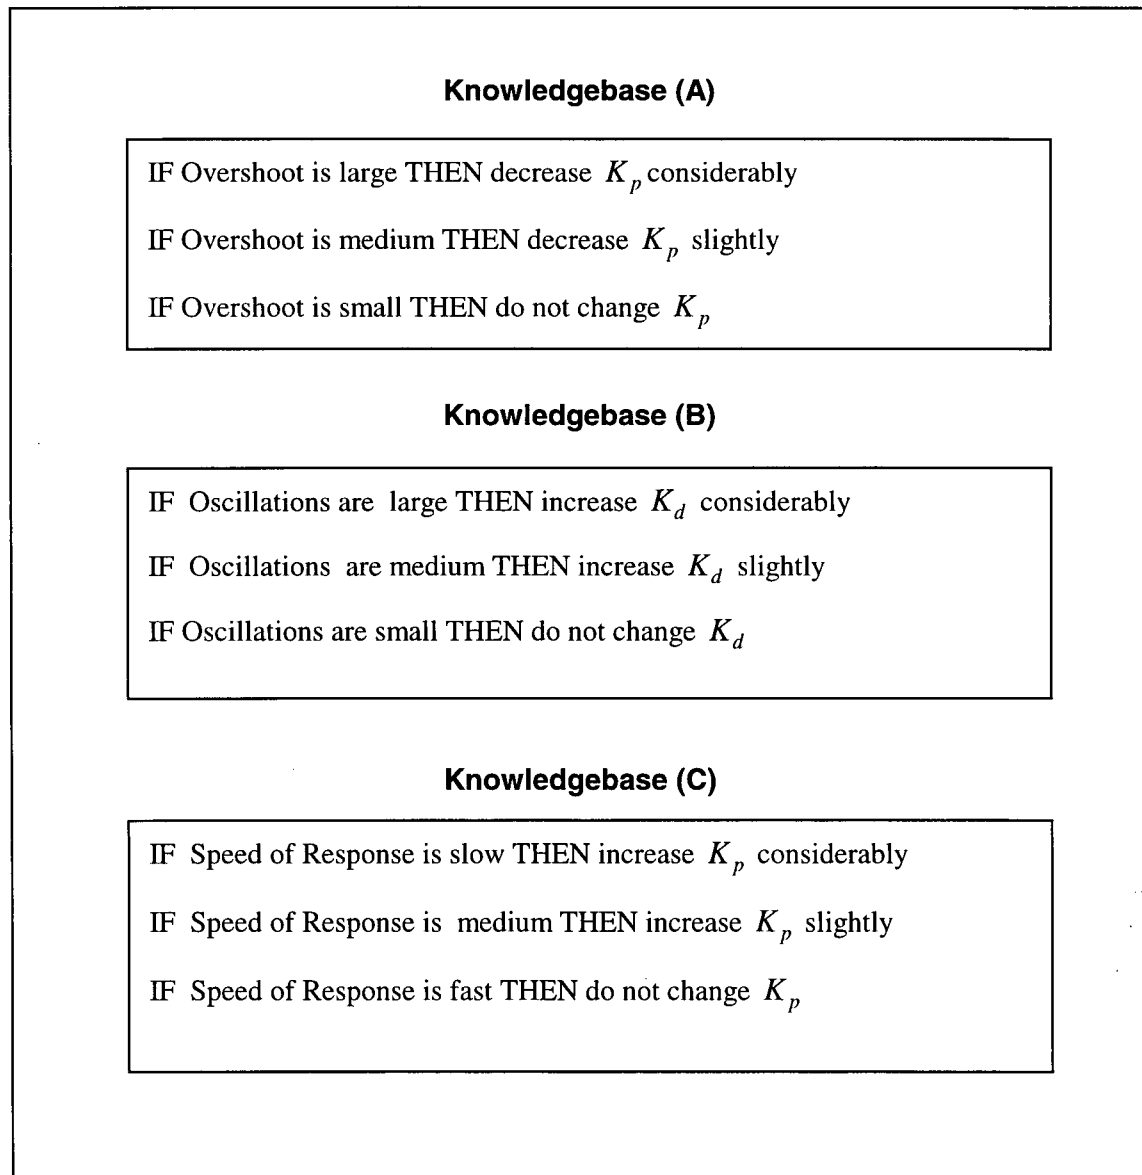 Knowledgebase (A)
IF Overshoot is large THEN decrease K_p considerably
IF Overshoot is medium THEN decrease K_p slightly
IF Overshoot is small THEN do not change K_p
Knowledgebase (B)
IF Oscillations are large THEN increase K_d considerably
IF Oscillations are medium THEN increase K_d slightly
IF Oscillations are small THEN do not change K_d
Knowledgebase (C)
IF Speed of Response is slow THEN increase K_p considerably
IF Speed of Response is medium THEN increase K_p slightly
IF Speed of Response is fast THEN do not change K_p